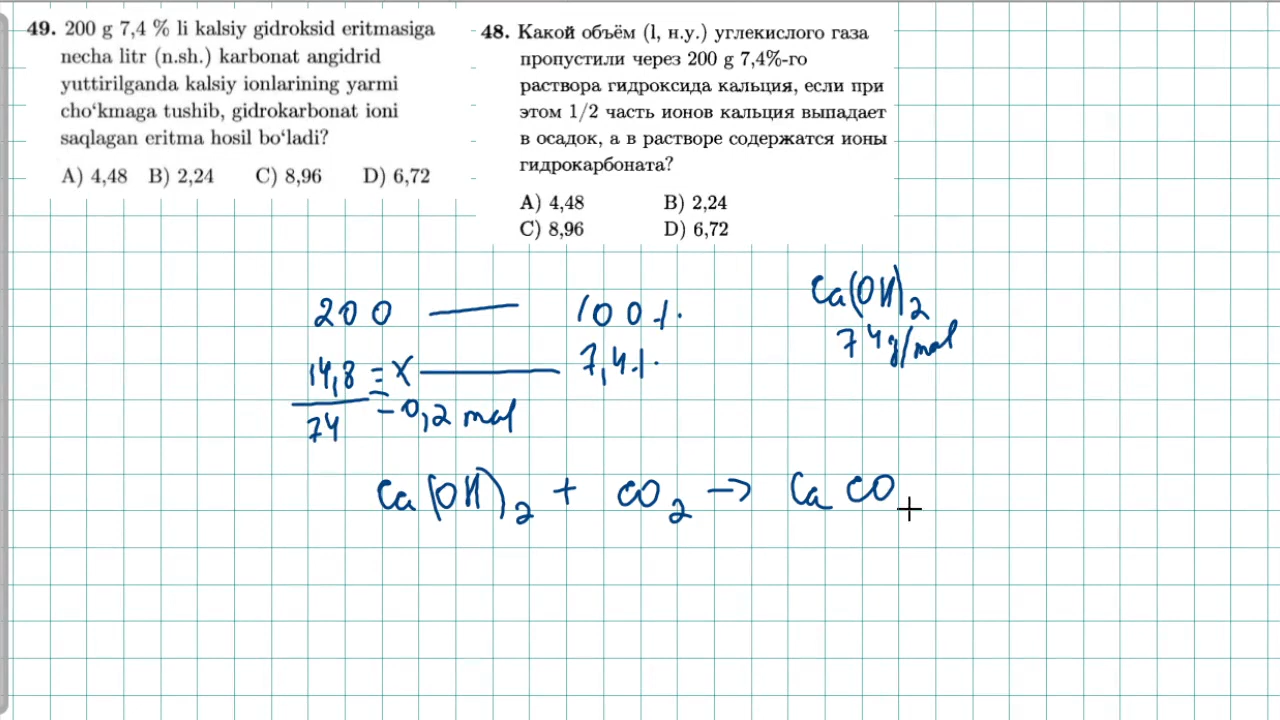 49. 200 g 7,4 % li kalsiy gidroksid eritmasiga
necha litr (n.sh.) karbonat angidrid
yuttirilganda kalsiy ionlarining yarmi
cho‘kmaga tushib, gidrokarbonat ioni
saqlagan eritma hosil bo‘ladi?
A) 4,48 B) 2,24 C) 8,96 D) 6,72
48. Какой объём (l, н.у.) углекислого газа
пропустили через 200 g 7,4%-го
раствора гидроксида кальция, если при
этом 1/2 часть ионов кальция выпадает
в осадок, а в растворе содержатся ионы
гидрокарбоната?
A) 4,48 B) 2,24
C) 8,96 D) 6,72
200 — 100%.
14,8 = x — 7,4%.
74 = 0,2 mol
Ca(OH)2
74 g/mol
Ca(OH)2 + CO2 → CaCO